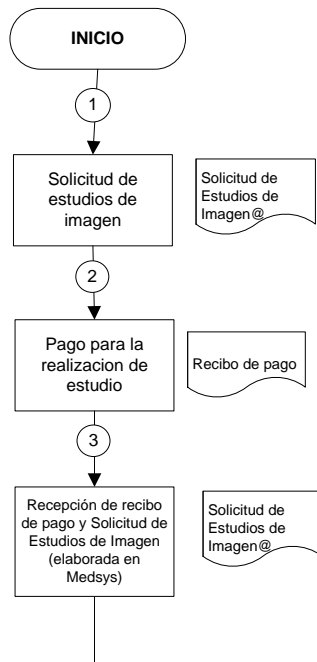 INICIO
1
Solicitud de
estudios de
imagen
Solicitud de
Estudios de
Imagen@
2
Pago para la
realizacion de
estudio
Recibo de pago
3
Recepción de recibo
de pago y Solicitud de
Estudios de Imagen
(elaborada en
Medsys)
Solicitud de
Estudios de
Imagen@